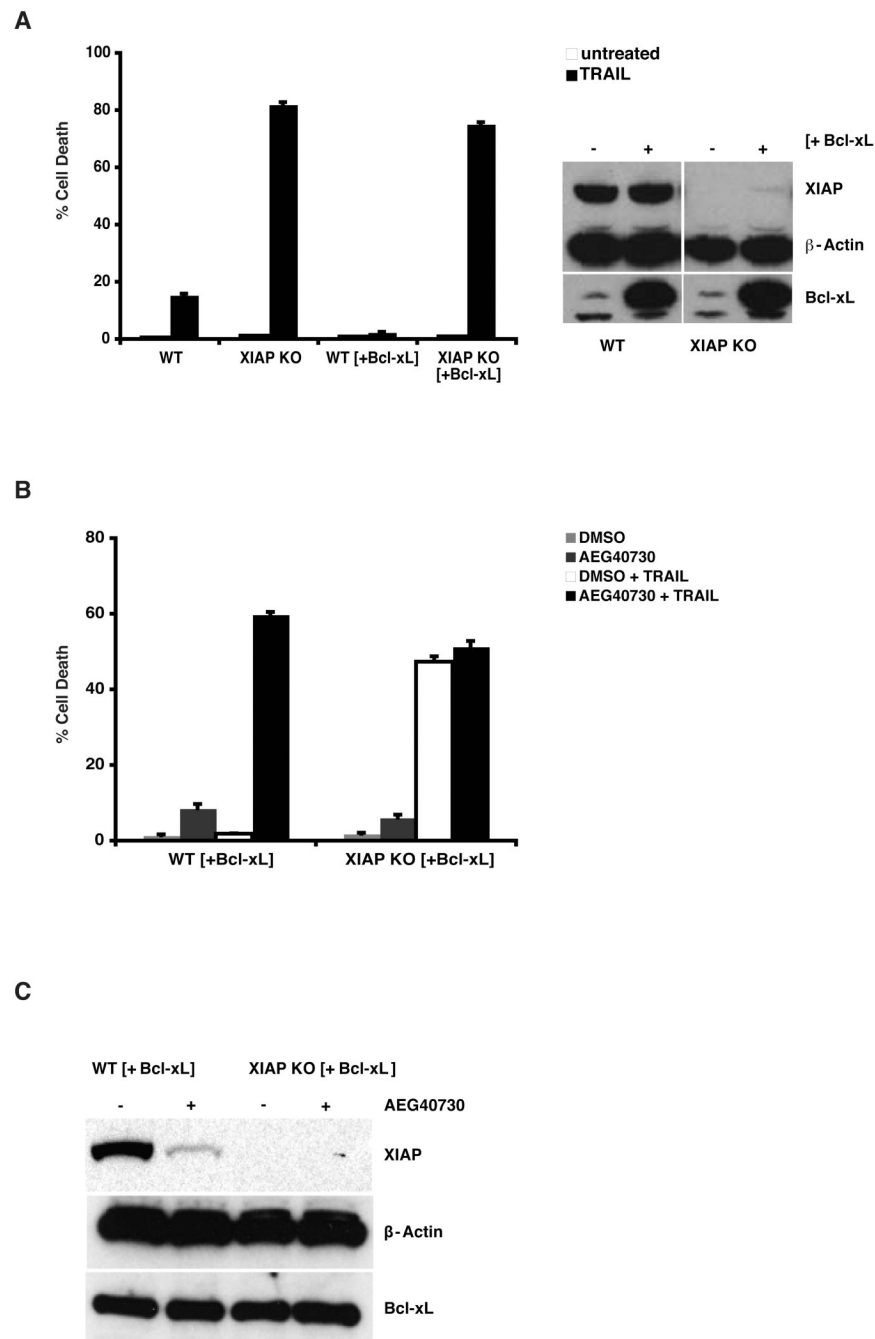 A
100
80
60
40
20
0
% Cell Death
WT
XIAP KO
WT [+Bcl-xL]
XIAP KO
[+Bcl-xL]
untreated
TRAIL
- + - + [+ Bcl-xL
XIAP
β-Actin
Bcl-xL
WT XIAP KO
B
80
60
40
20
0
% Cell Death
WT [+Bcl-xL]
XIAP KO [+Bcl-xL]
DMSO
AEG40730
DMSO + TRAIL
AEG40730 + TRAIL
C
WT [+ Bcl-xL] XIAP KO [+ Bcl-xL]
- + - + AEG40730
XIAP
β-Actin
Bcl-xL